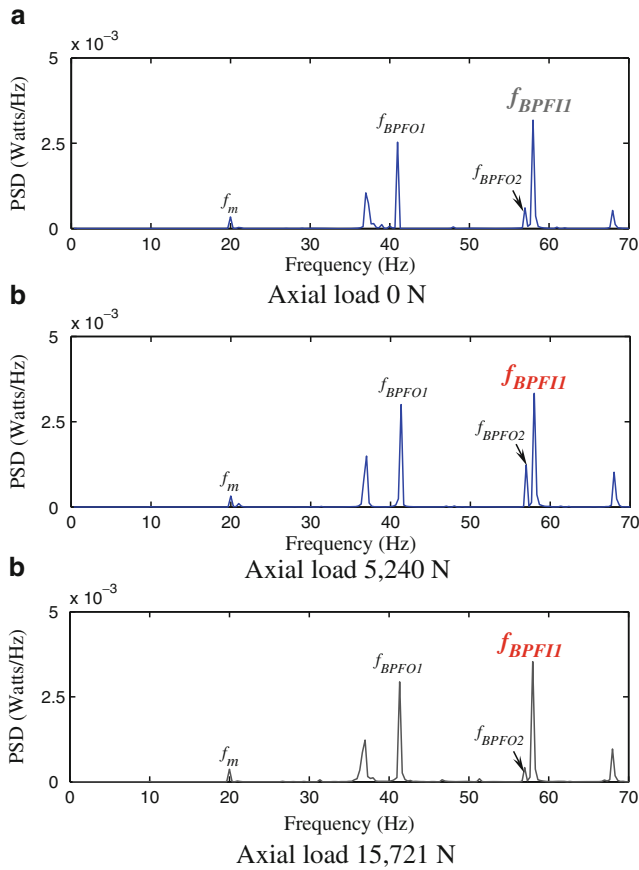 a
x 10⁻³
5
2.5
0
PSD (Watts/Hz)
f_m
f_BPFO1
f_BPFO2
f_BPFI1
0 10 20 30 40 50 60 70
Frequency (Hz)
Axial load 0 N
b
x 10⁻³
5
2.5
0
PSD (Watts/Hz)
f_m
f_BPFO1
f_BPFO2
f_BPFI1
0 10 20 30 40 50 60 70
Frequency (Hz)
Axial load 5,240 N
b
x 10⁻³
5
2.5
0
PSD (Watts/Hz)
f_m
f_BPFO1
f_BPFO2
f_BPFI1
0 10 20 30 40 50 60 70
Frequency (Hz)
Axial load 15,721 N